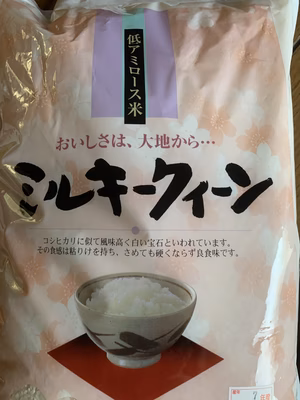 低アミロース米
おいしさは、大地から…
ミルキークィーン
コシヒカリに似て風味高く白い宝石といわれています。
その食感は粘りけを持ち、さめても硬くならず良食味です。